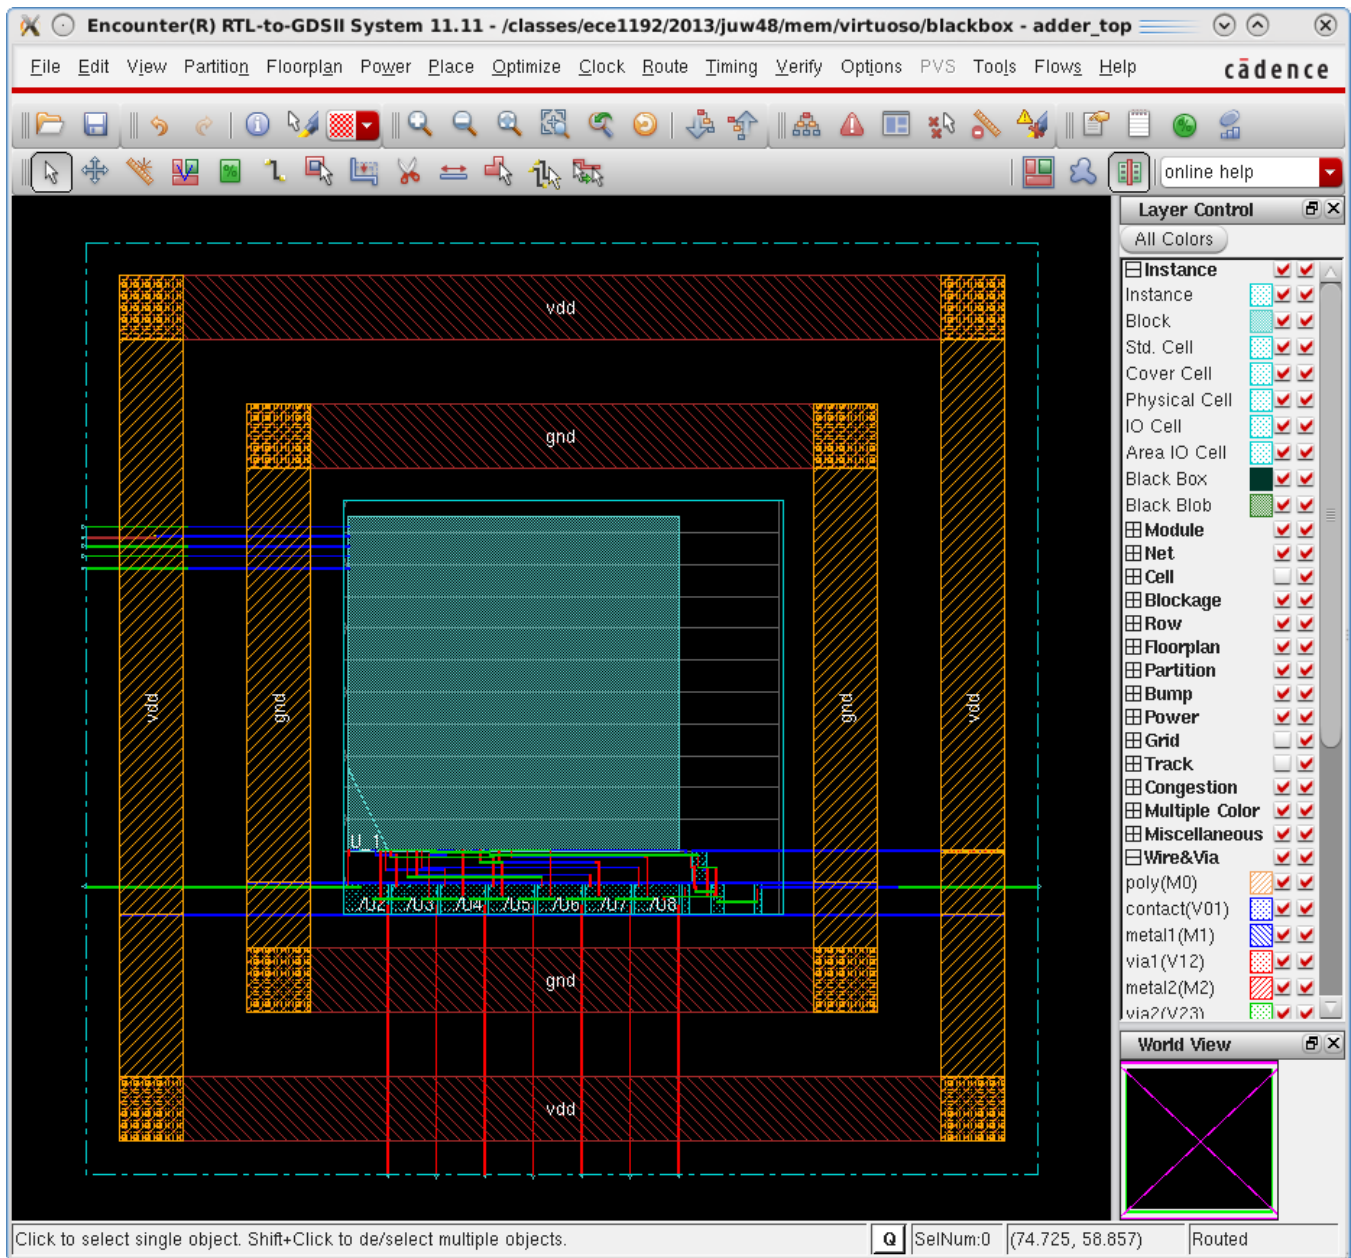 Encounter(R) RTL-to-GDSII System 11.11 - /classes/ece1192/2013/juw48/mem/virtuoso/blackbox - adder_top
File Edit View Partition Floorplan Power Place Optimize Clock Route Timing Verify Options PVS Tools Flows Help
cādence
online help
Layer Control
All Colors
Instance
Instance
Block
Std. Cell
Cover Cell
Physical Cell
IO Cell
Area IO Cell
Black Box
Black Blob
Module
Net
Cell
Blockage
Row
Floorplan
Partition
Bump
Power
Grid
Track
Congestion
Multiple Color
Miscellaneous
Wire&Via
poly(M0)
contact(V01)
metal1(M1)
via1(V12)
metal2(M2)
via2(V23)
World View
vdd
gnd
vdd
gnd
gnd
vdd
U_1
/U2 /U3 /U4 /U5 /U6 /U7 /U8
gnd
vdd
Click to select single object. Shift+Click to de/select multiple objects.
Q
SelNum:0
(74.725, 58.857)
Routed